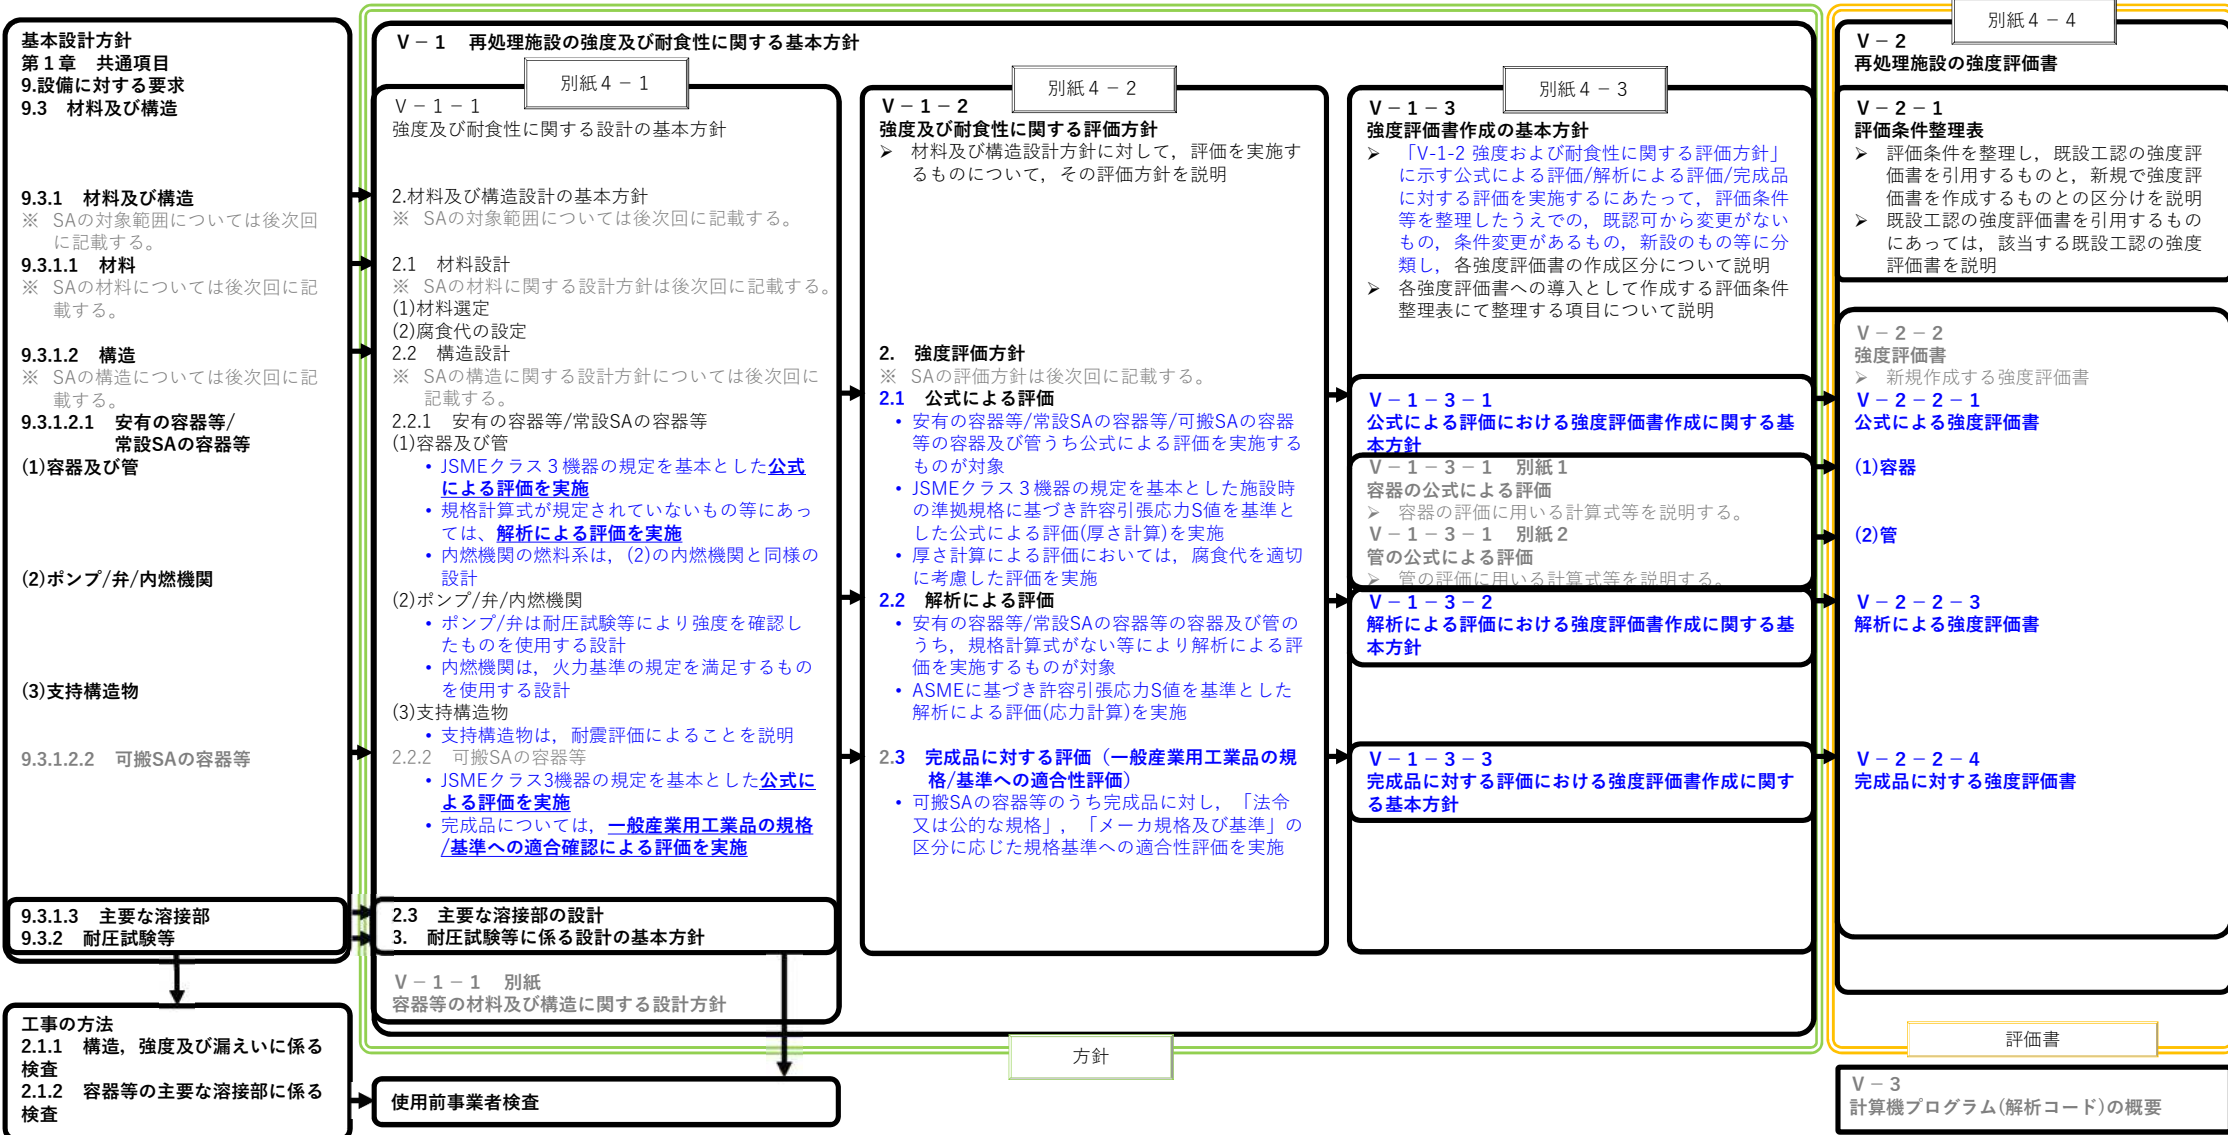 基本設計方針
第1章　共通項目
9.設備に対する要求
9.3　材料及び構造
9.3.1　材料及び構造
※　SAの対象範囲については後次回
に記載する。
9.3.1.1　材料
※　SAの材料については後次回に記
載する。
9.3.1.2　構造
※　SAの構造については後次回に記
載する。
9.3.1.2.1　安有の容器等/
常設SAの容器等
(1)容器及び管
(2)ポンプ/弁/内燃機関
(3)支持構造物
9.3.1.2.2　可搬SAの容器等
9.3.1.3　主要な溶接部
9.3.2　耐圧試験等
工事の方法
2.1.1　構造，強度及び漏えいに係る
検査
2.1.2　容器等の主要な溶接部に係る
検査
Ⅴ－1　再処理施設の強度及び耐食性に関する基本方針
別紙4－1
Ⅴ－1－1
強度及び耐食性に関する設計の基本方針
2.材料及び構造設計の基本方針
※　SAの対象範囲については後次回に記載する。
2.1　材料設計
※　SAの材料に関する設計方針は後次回に記載する。
(1)材料選定
(2)腐食代の設定
2.2　構造設計
※　SAの構造に関する設計方針については後次回に
記載する。
2.2.1　安有の容器等/常設SAの容器等
(1)容器及び管
• JSMEクラス３機器の規定を基本とした公式
による評価を実施
• 規格計算式が規定されていないもの等にあっ
ては、解析による評価を実施
• 内燃機関の燃料系は，(2)の内燃機関と同様の
設計
(2)ポンプ/弁/内燃機関
• ポンプ/弁は耐圧試験等により強度を確認し
たものを使用する設計
• 内燃機関は，火力基準の規定を満足するもの
を使用する設計
(3)支持構造物
• 支持構造物は，耐震評価によることを説明
2.2.2　可搬SAの容器等
• JSMEクラス3機器の規定を基本とした公式に
よる評価を実施
• 完成品については，一般産業用工業品の規格
/基準への適合確認による評価を実施
2.3　主要な溶接部の設計
3.　耐圧試験等に係る設計の基本方針
Ⅴ－1－1　別紙
容器等の材料及び構造に関する設計方針
使用前事業者検査
別紙4－2
Ⅴ－1－2
強度及び耐食性に関する評価方針
➢ 材料及び構造設計方針に対して，評価を実施す
るものについて，その評価方針を説明
2.　強度評価方針
※　SAの評価方針は後次回に記載する。
2.1　公式による評価
• 安有の容器等/常設SAの容器等/可搬SAの容器
等の容器及び管うち公式による評価を実施する
ものが対象
• JSMEクラス３機器の規定を基本とした施設時
の準拠規格に基づき許容引張応力S値を基準と
した公式による評価(厚さ計算)を実施
• 厚さ計算による評価においては，腐食代を適切
に考慮した評価を実施
2.2　解析による評価
• 安有の容器等/常設SAの容器等の容器及び管の
うち，規格計算式がない等により解析による評
価を実施するものが対象
• ASMEに基づき許容引張応力S値を基準とした
解析による評価(応力計算)を実施
2.3　完成品に対する評価（一般産業用工業品の規
格/基準への適合性評価）
• 可搬SAの容器等のうち完成品に対し，「法令
又は公的な規格」，「メーカ規格及び基準」の
区分に応じた規格基準への適合性評価を実施
別紙4－3
Ⅴ－1－3
強度評価書作成の基本方針
➢ 「V-1-2 強度および耐食性に関する評価方針」
に示す公式による評価/解析による評価/完成品
に対する評価を実施するにあたって，評価条件
等を整理したうえでの，既認可から変更がない
もの，条件変更があるもの，新設のもの等に分
類し，各強度評価書の作成区分について説明
➢ 各強度評価書への導入として作成する評価条件
整理表にて整理する項目について説明
Ⅴ－1－3－1
公式による評価における強度評価書作成に関する基
本方針
Ⅴ－1－3－1　別紙1
容器の公式による評価
➢ 容器の評価に用いる計算式等を説明する。
Ⅴ－1－3－1　別紙2
管の公式による評価
➢ 管の評価に用いる計算式等を説明する。
Ⅴ－1－3－2
解析による評価における強度評価書作成に関する基
本方針
Ⅴ－1－3－3
完成品に対する評価における強度評価書作成に関す
る基本方針
方針
別紙4－4
Ⅴ－2
再処理施設の強度評価書
Ⅴ－2－1
評価条件整理表
➢ 評価条件を整理し，既設工認の強度評
価書を引用するものと，新規で強度評
価書を作成するものとの区分けを説明
➢ 既設工認の強度評価書を引用するもの
にあっては，該当する既設工認の強度
評価書を説明
Ⅴ－2－2
強度評価書
➢ 新規作成する強度評価書
Ⅴ－2－2－1
公式による強度評価書
(1)容器
(2)管
Ⅴ－2－2－3
解析による強度評価書
Ⅴ－2－2－4
完成品に対する強度評価書
評価書
Ⅴ－3
計算機プログラム(解析コード)の概要